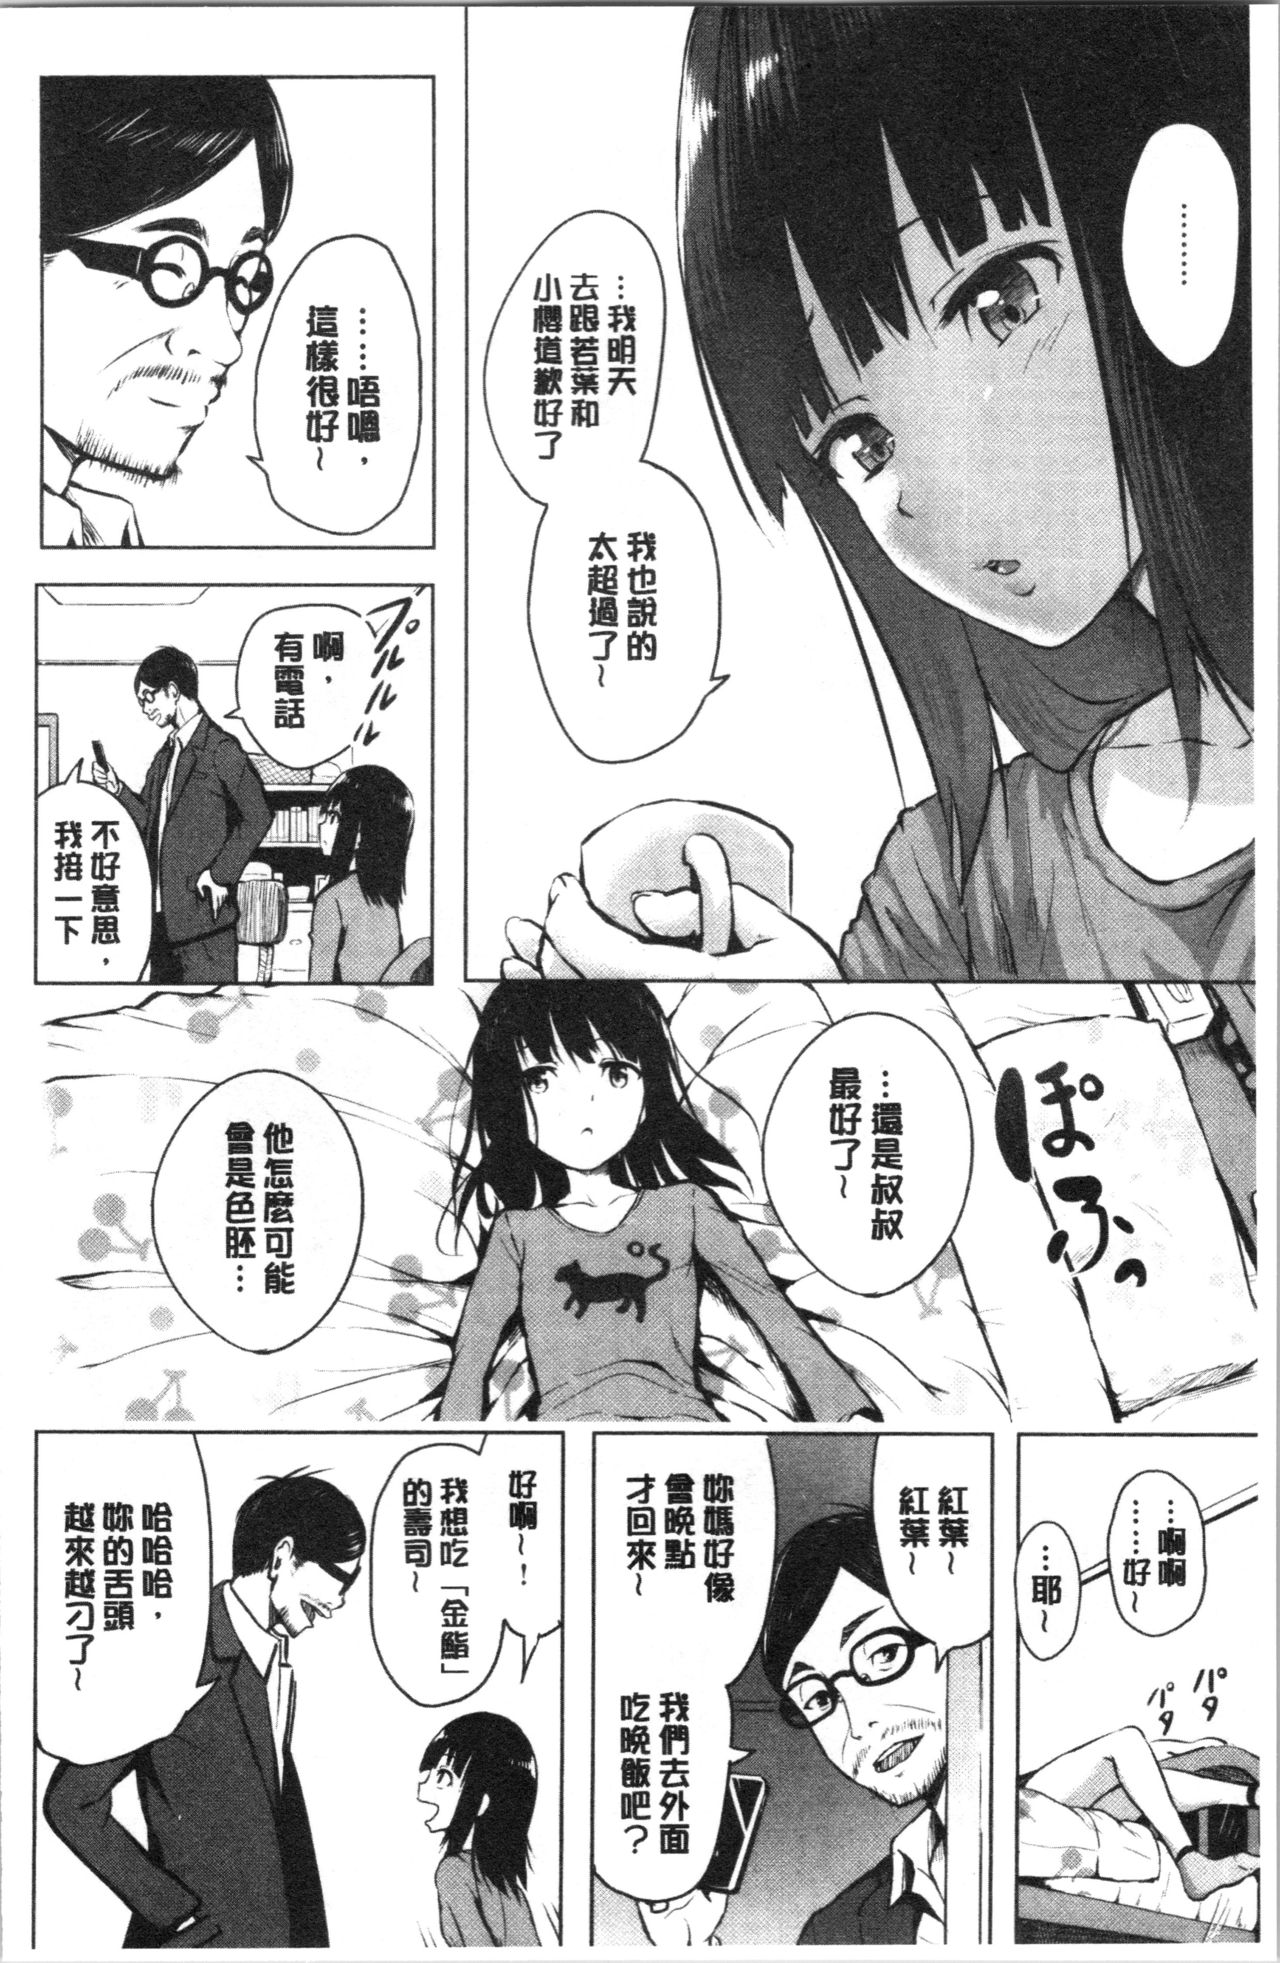 ………
…我明天
去跟若葉和
小櫻道歉好了
我也說的
太超過了~
……唔嗯，
這樣很好~
プルルルル
啊，
有電話
不好意思，
我接一下
ぽふっ
…還是叔叔
最好了~
他怎麼可能
會是色胚…
…啊啊
……好~
…耶~
パタ
パタ
紅葉~
紅葉~
妳媽好像
會晚點
才回來~
我們去外面
吃晚飯吧？
好啊~！
我想吃「金鮨」
的壽司~
哈哈哈，
妳的舌頭
越來越刁了~